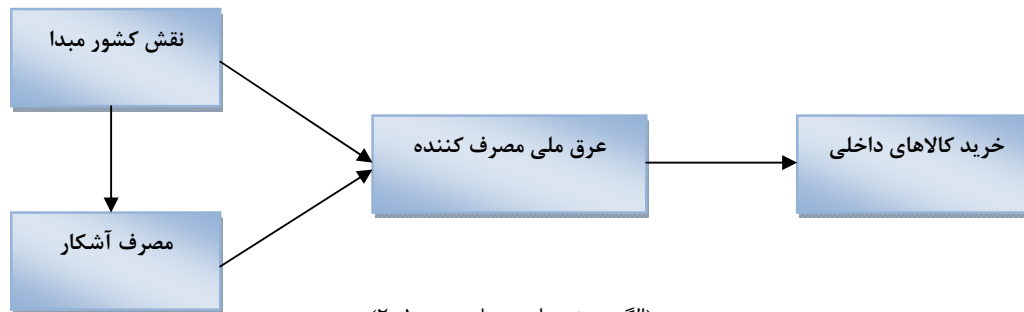 نقش کشور مبدا
عرق ملی مصرف کننده
خرید کالاهای داخلی
مصرف آشکار